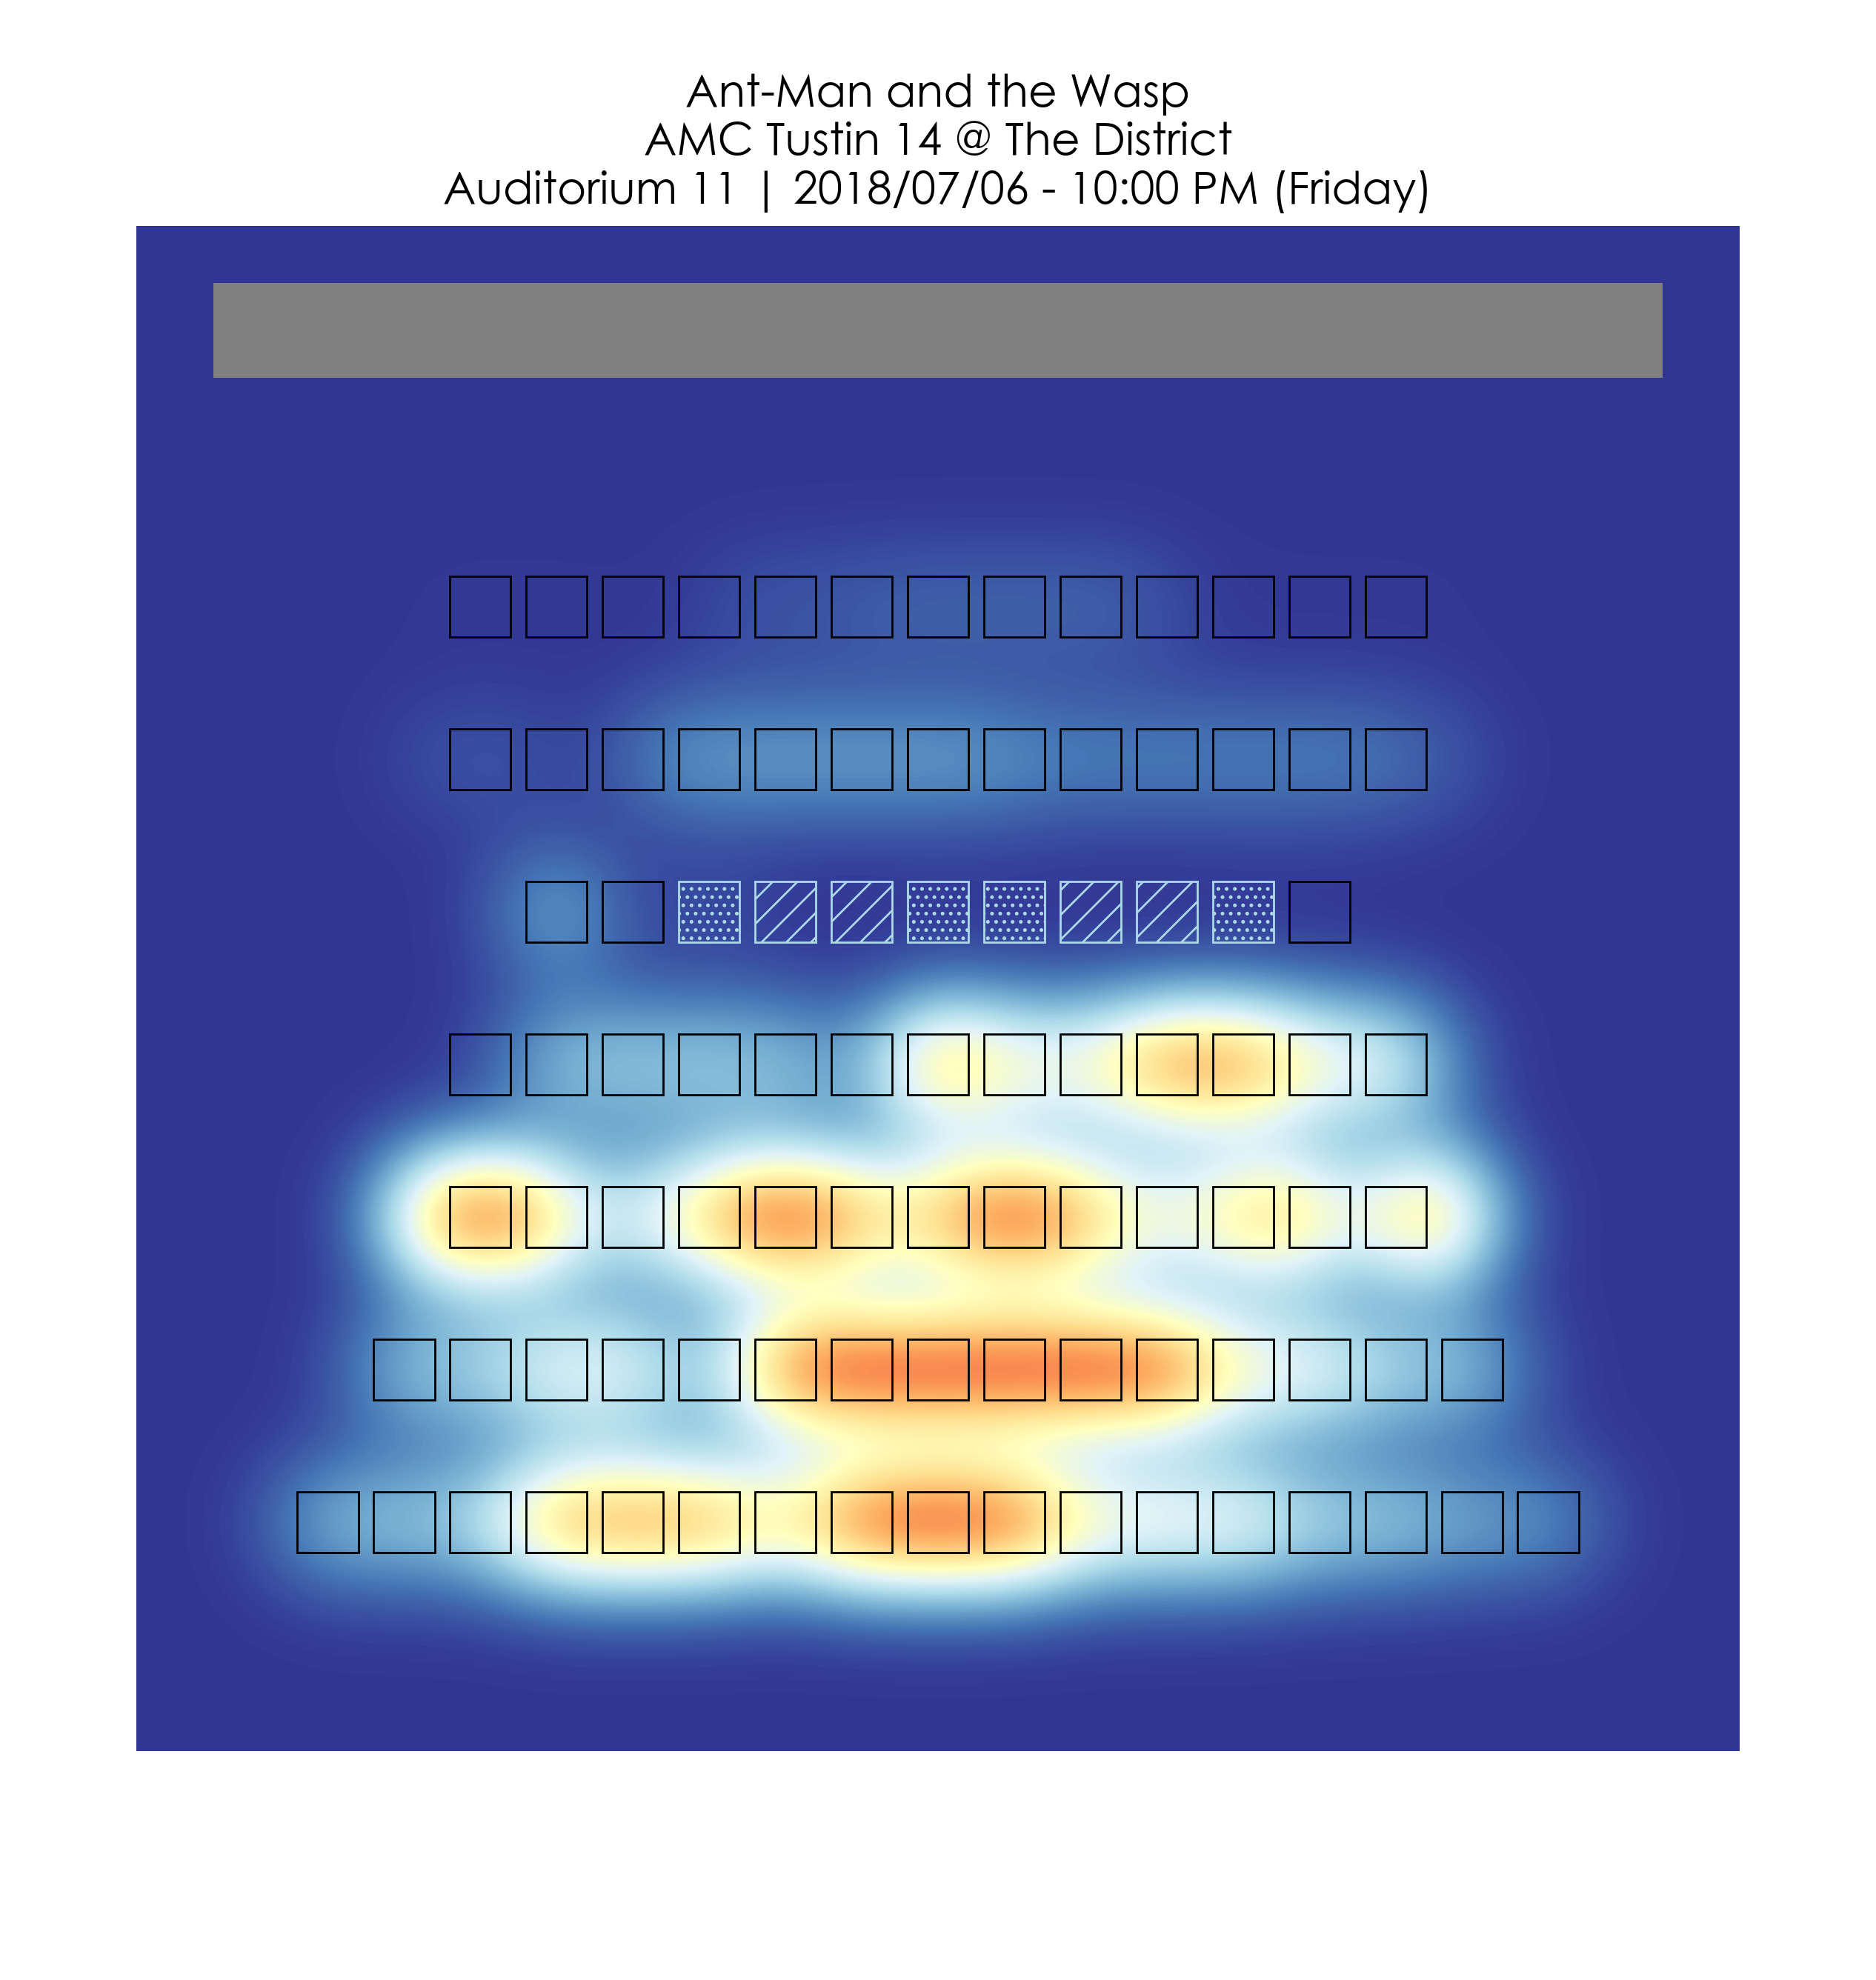 Ant-Man and the Wasp
AMC Tustin 14 @ The District
Auditorium 11 | 2018/07/06 - 10:00 PM (Friday)